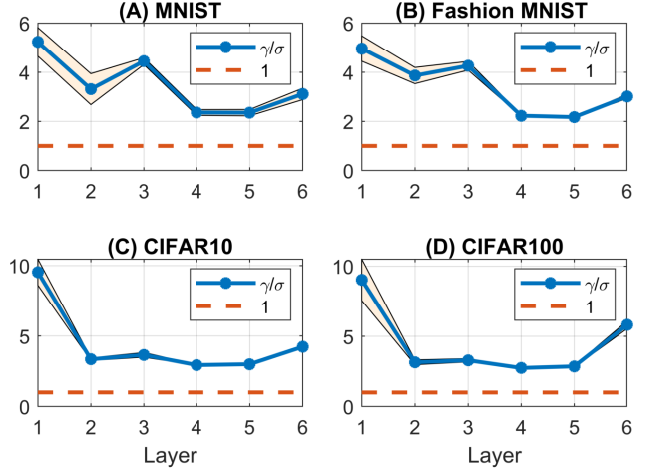 (A) MNIST
6
4
2
0
γ/σ
1
1 2 3 4 5 6
(B) Fashion MNIST
6
4
2
0
γ/σ
1
1 2 3 4 5 6
(C) CIFAR10
10
5
0
γ/σ
1
1 2 3 4 5 6
Layer
(D) CIFAR100
10
5
0
γ/σ
1
1 2 3 4 5 6
Layer